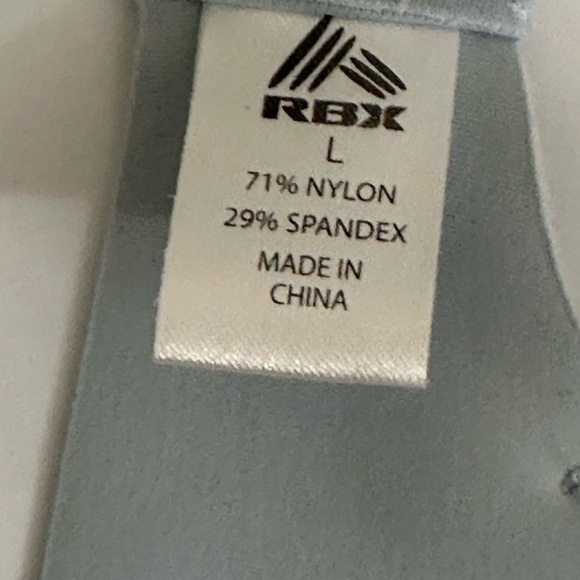 RBX
L
71% NYLON
29% SPANDEX
MADE IN
CHINA